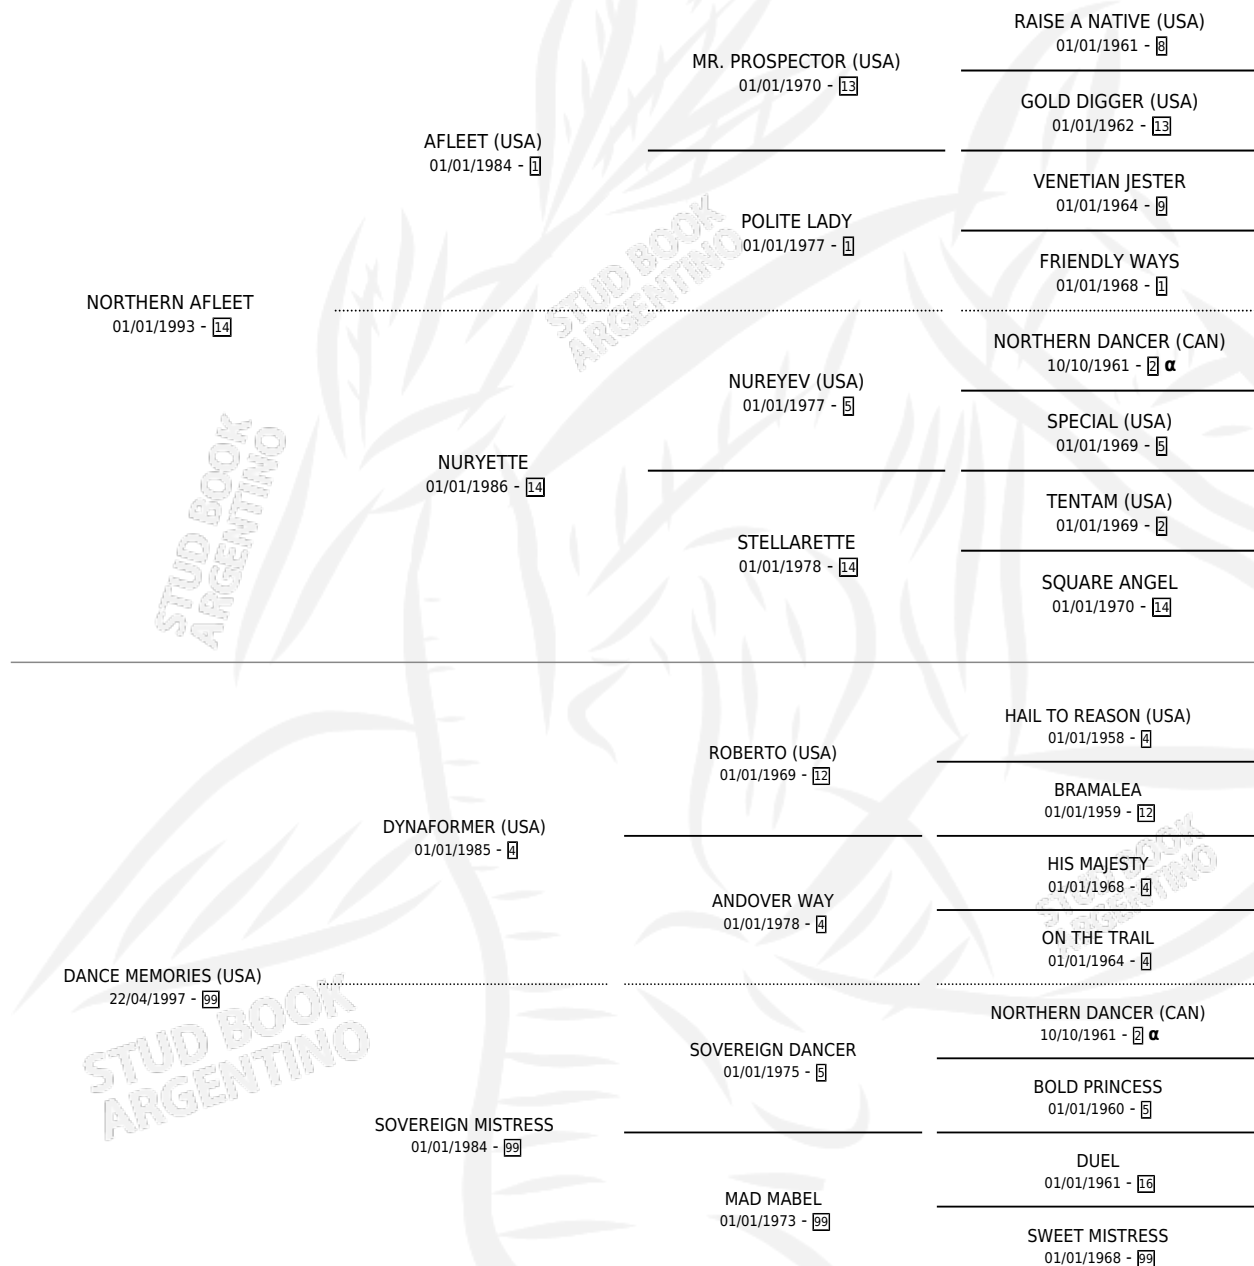 RAISE A NATIVE (USA)
01/01/1961 - 8
MR. PROSPECTOR (USA)
01/01/1970 - 13
GOLD DIGGER (USA)
01/01/1962 - 13
AFLEET (USA)
01/01/1984 - 1
VENETIAN JESTER
01/01/1964 - 9
POLITE LADY
01/01/1977 - 1
FRIENDLY WAYS
01/01/1968 - 1
NORTHERN AFLEET
01/01/1993 - 14
NORTHERN DANCER (CAN)
10/10/1961 - 2 α
NUREYEV (USA)
01/01/1977 - 5
SPECIAL (USA)
01/01/1969 - 5
NURYETTE
01/01/1986 - 14
TENTAM (USA)
01/01/1969 - 2
STELLARETTE
01/01/1978 - 14
SQUARE ANGEL
01/01/1970 - 14
HAIL TO REASON (USA)
01/01/1958 - 4
ROBERTO (USA)
01/01/1969 - 12
BRAMALEA
01/01/1959 - 12
DYNAFORMER (USA)
01/01/1985 - 4
HIS MAJESTY
01/01/1968 - 4
ANDOVER WAY
01/01/1978 - 4
ON THE TRAIL
01/01/1964 - 4
DANCE MEMORIES (USA)
22/04/1997 - 99
NORTHERN DANCER (CAN)
10/10/1961 - 2 α
SOVEREIGN DANCER
01/01/1975 - 5
BOLD PRINCESS
01/01/1960 - 5
SOVEREIGN MISTRESS
01/01/1984 - 99
DUEL
01/01/1961 - 16
MAD MABEL
01/01/1973 - 99
SWEET MISTRESS
01/01/1968 - 99
STUD BOOK
ARGENTINO
STUD BOOK
ARGENTINO
STUD BOOK
ARGENTINO
STUD BOOK
ARGENTINO